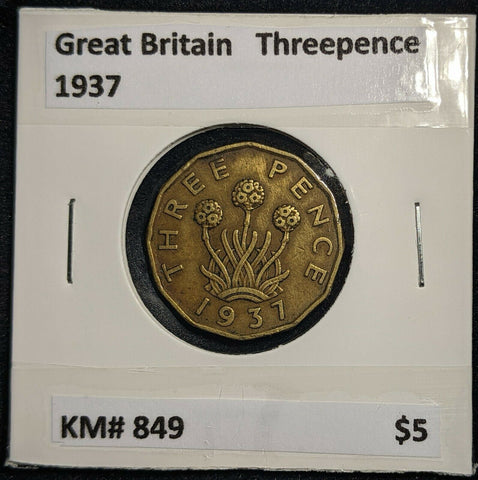 Great Britain Threepence
1937
THREE PENCE
1937
KM# 849 $5